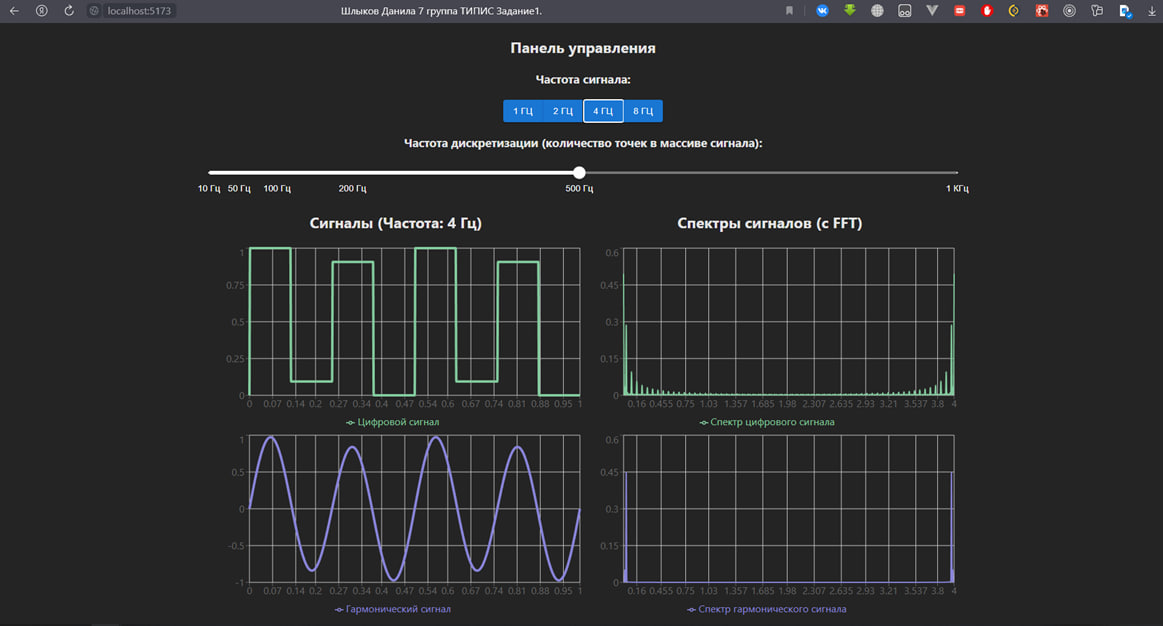 localhost:5173
Шлыков Данила 7 группа ТИПИС Задание1.
Панель управления
Частота сигнала:
1 ГЦ 2 ГЦ 4 ГЦ 8 ГЦ
Частота дискретизации (количество точек в массиве сигнала):
10 Гц 50 Гц 100 Гц 200 Гц 500 Гц 1 КГц
Сигналы (Частота: 4 Гц)
1
0.75
0.5
0.25
0
0 0.07 0.14 0.2 0.27 0.34 0.4 0.47 0.54 0.6 0.67 0.74 0.81 0.88 0.95 1
Цифровой сигнал
Спектры сигналов (с FFT)
0.6
0.45
0.3
0.15
0
0.16 0.455 0.75 1.03 1.357 1.685 1.98 2.307 2.635 2.93 3.21 3.537 3.8 4
Спектр цифрового сигнала
1
0.5
0
-0.5
-1
0 0.07 0.14 0.2 0.27 0.34 0.4 0.47 0.54 0.6 0.67 0.74 0.81 0.88 0.95 1
Гармонический сигнал
0.6
0.45
0.3
0.15
0
0.16 0.455 0.75 1.03 1.357 1.685 1.98 2.307 2.635 2.93 3.21 3.537 3.8 4
Спектр гармонического сигнала